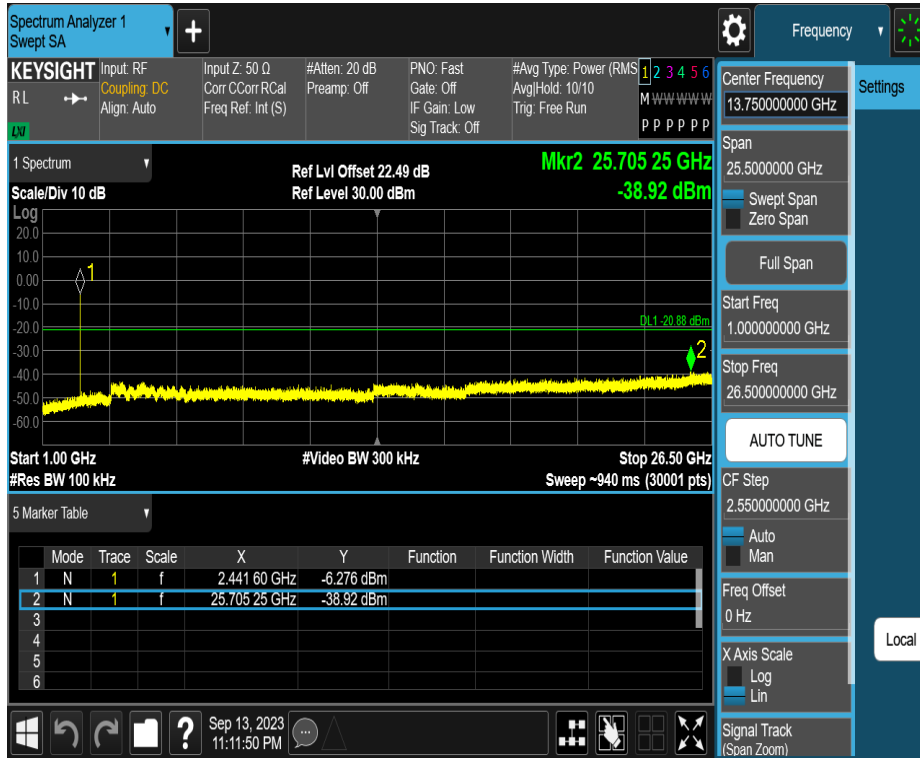 Spectrum Analyzer 1
Swept SA
+
Frequency
KEYSIGHT
R L
LXI
Input: RF
Coupling: DC
Align: Auto
Input Z: 50 Ω
Corr CCorr RCal
Freq Ref: Int (S)
#Atten: 20 dB
Preamp: Off
PNO: Fast
Gate: Off
IF Gain: Low
Sig Track: Off
#Avg Type: Power (RMS
Avg|Hold: 10/10
Trig: Free Run
1 2 3 4 5 6
M W W W W W
P P P P P P
1 Spectrum
Scale/Div 10 dB
Ref Lvl Offset 22.49 dB
Ref Level 30.00 dBm
Mkr2 25.705 25 GHz
-38.92 dBm
Log
20.0
10.0
0.00
-10.0
-20.0
-30.0
-40.0
-50.0
-60.0
1
DL1 -20.88 dBm
2
Start 1.00 GHz
#Res BW 100 kHz
#Video BW 300 kHz
Stop 26.50 GHz
Sweep ~940 ms (30001 pts)
5 Marker Table
Mode Trace Scale X Y Function Function Width Function Value
1 N 1 f 2.441 60 GHz -6.276 dBm
2 N 1 f 25.705 25 GHz -38.92 dBm
3
4
5
6
Center Frequency
13.750000000 GHz
Settings
Span
25.5000000 GHz
Swept Span
Zero Span
Full Span
Start Freq
1.000000000 GHz
Stop Freq
26.500000000 GHz
AUTO TUNE
CF Step
2.550000000 GHz
Auto
Man
Freq Offset
0 Hz
Local
X Axis Scale
Log
Lin
Signal Track
(Span Zoom)
?
Sep 13, 2023
11:11:50 PM